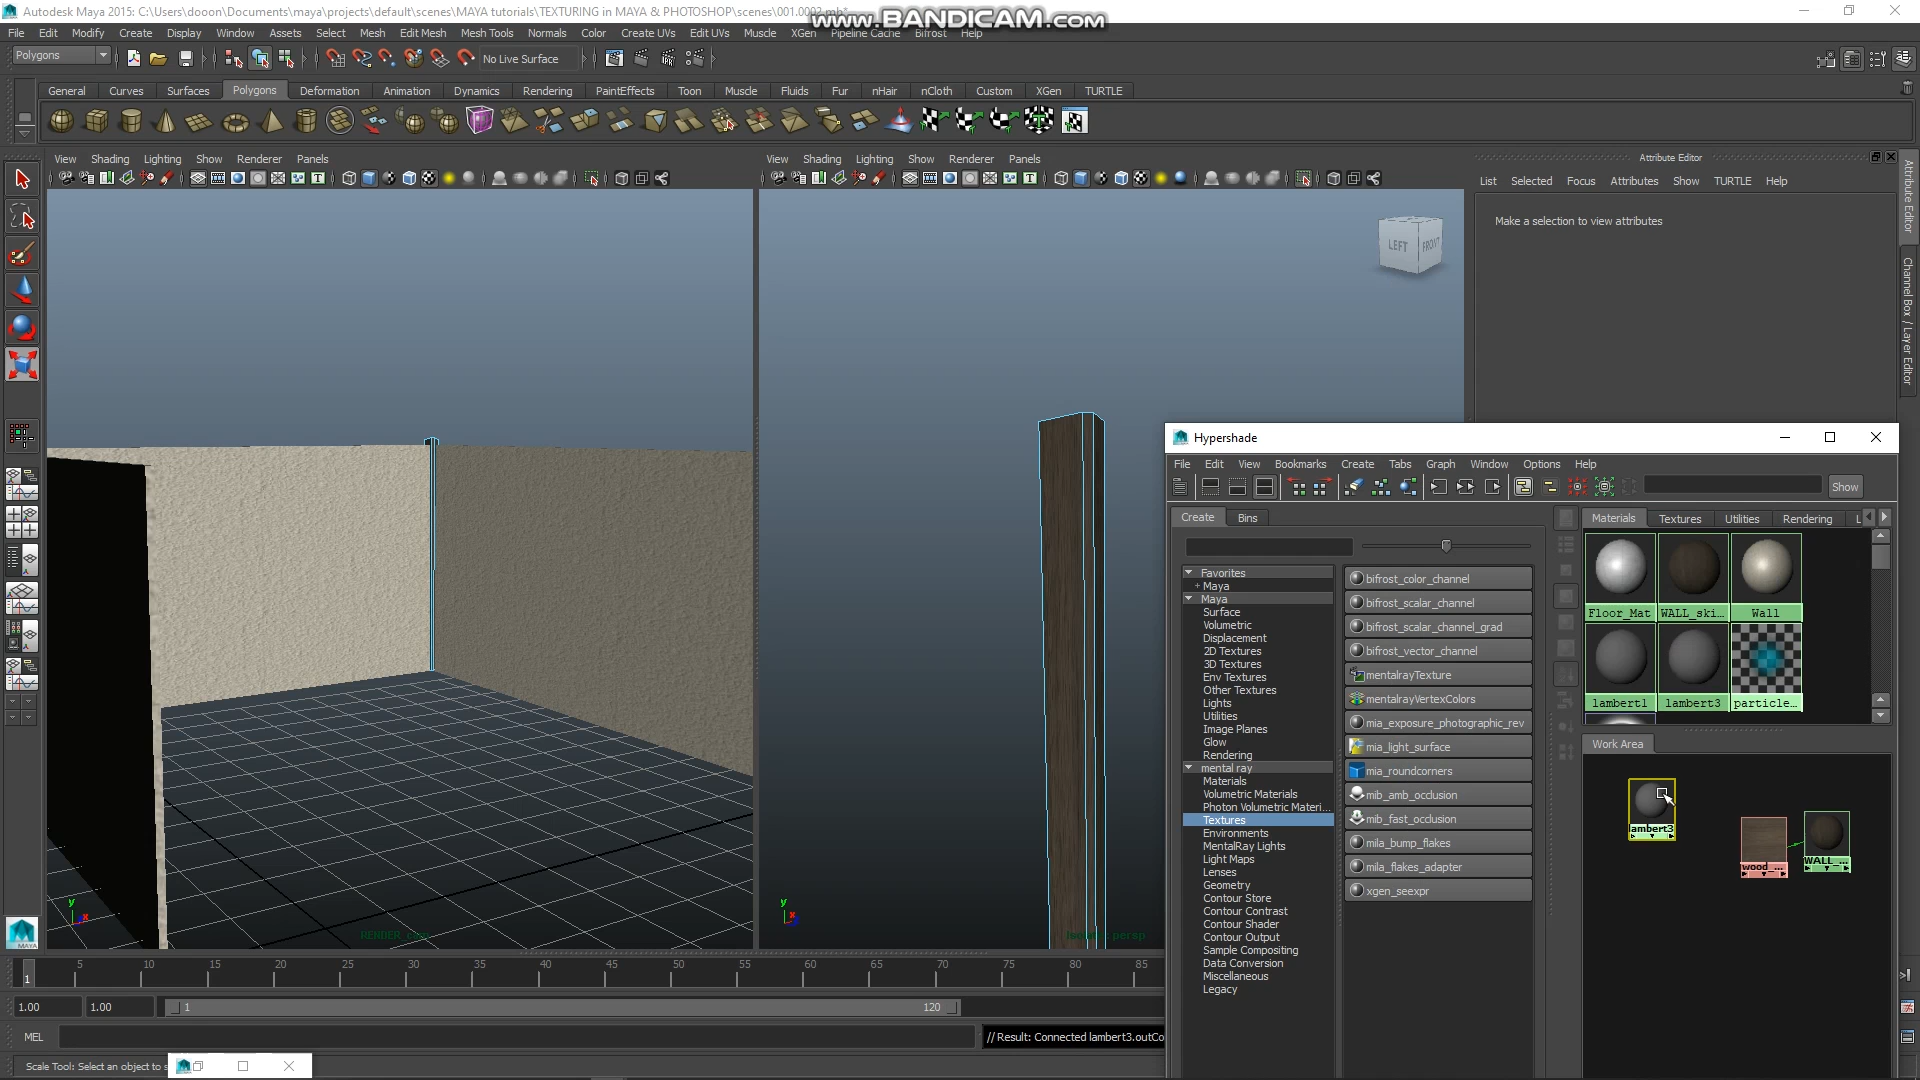 Autodesk Maya 2015: C:\Users\dooon\Documents\maya\projects\default\scenes\MAYA tutorials\TEXTURING in MAYA & PHOTOSHOP\scenes\001.0002.mb*
www.BANDICAM.com
File Edit Modify Create Display Window Assets Select Mesh Edit Mesh Mesh Tools Normals Color Create UVs Edit UVs Muscle XGen Pipeline Cache Bifrost Help
Polygons No Live Surface
General Curves Surfaces Polygons Deformation Animation Dynamics Rendering PaintEffects Toon Muscle Fluids Fur nHair nCloth Custom XGen TURTLE
View Shading Lighting Show Renderer Panels
View Shading Lighting Show Renderer Panels
Attribute Editor
List Selected Focus Attributes Show TURTLE Help
Make a selection to view attributes
Attribute Editor
Channel Box / Layer Editor
LEFT FRONT
Hypershade
File Edit View Bookmarks Create Tabs Graph Window Options Help
Show
Create Bins
Materials Textures Utilities Rendering L
Favorites
+ Maya
Maya
Surface
Volumetric
Displacement
2D Textures
3D Textures
Env Textures
Other Textures
Lights
Utilities
Image Planes
Glow
Rendering
mental ray
Materials
Volumetric Materials
Photon Volumetric Materi...
Textures
Environments
MentalRay Lights
Light Maps
Lenses
Geometry
Contour Store
Contour Contrast
Contour Shader
Contour Output
Sample Compositing
Data Conversion
Miscellaneous
Legacy
bifrost_color_channel
bifrost_scalar_channel
bifrost_scalar_channel_grad
bifrost_vector_channel
mentalrayTexture
mentalrayVertexColors
mia_exposure_photographic_rev
mia_light_surface
mia_roundcorners
mib_amb_occlusion
mib_fast_occlusion
mila_bump_flakes
mila_flakes_adapter
xgen_seexpr
Floor_Mat WALL_ski... Wall
lambert1 lambert3 particle...
Work Area
lambert3
wood_... WALL_...
y
x
y
x
persp
5 10 15 20 25 30 35 40 45 50 55 60 65 70 75 80 85
1
1.00 1.00 1 120
MEL // Result: Connected lambert3.outCo
Scale Tool: Select an object to s
MAYA